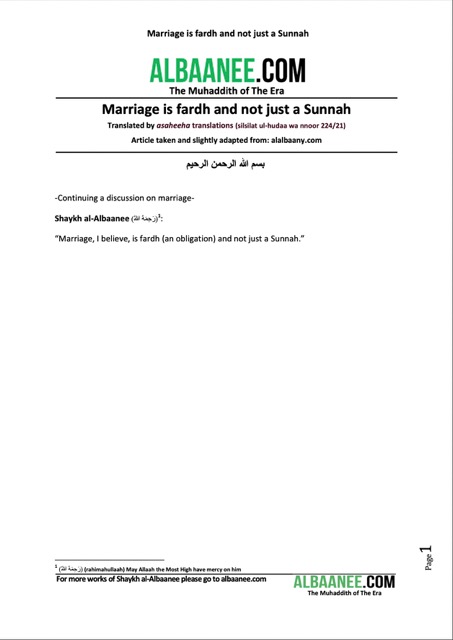 Marriage is fardh and not just a Sunnah
ALBAANEE.COM
The Muhaddith of The Era
Marriage is fardh and not just a Sunnah
Translated by asaheeha translations (silsilat ul-hudaa wa nnoor 224/21)
Article taken and slightly adapted from: alalbaany.com
بسم الله الرحمن الرحيم
-Continuing a discussion on marriage-
Shaykh al-Albaanee (رَحِمَهُ اللهُ)1:
“Marriage, I believe, is fardh (an obligation) and not just a Sunnah.”
1 (رَحِمَهُ اللهُ) (rahimahullaah) May Allaah the Most High have mercy on him
For more works of Shaykh al-Albaanee please go to albaanee.com
ALBAANEE.COM
The Muhaddith of The Era
Page 1